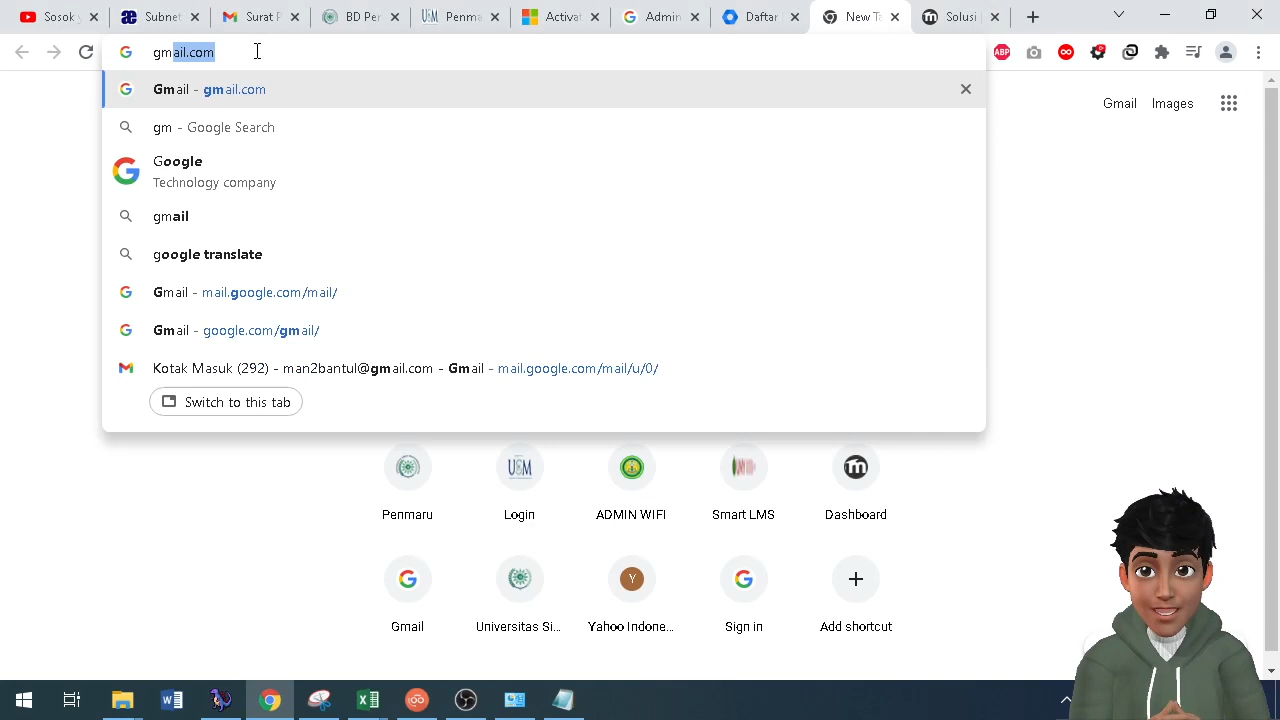 Sosok
Subnet
Surat P
BD Per
Penma
Activat
Admin
Daftar
New Ta
Solusi
gmail.com
Gmail - gmail.com
gm - Google Search
Google
Technology company
gmail
google translate
Gmail - mail.google.com/mail/
Gmail - google.com/gmail/
Kotak Masuk (292) - man2bantul@gmail.com - Gmail - mail.google.com/mail/u/0/
Switch to this tab
Gmail
Images
ABP
Penmaru
Login
ADMIN WIFI
Smart LMS
Dashboard
Y
Gmail
Universitas Si...
Yahoo Indone...
Sign in
Add shortcut